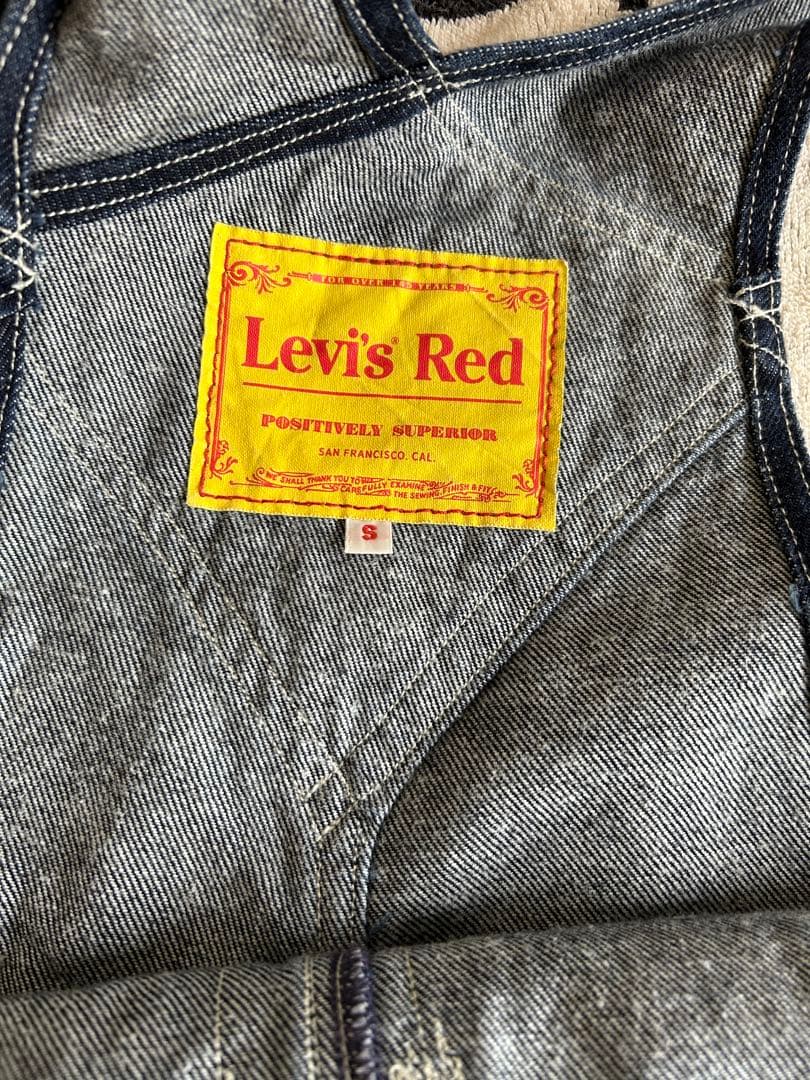 FOR OVER 145 YEARS
Levi's® Red
POSITIVELY SUPERIOR
SAN FRANCISCO. CAL.
WE SHALL THANK YOU TO
CAREFULLY EXAMINE
THE SEWING, FINISH & FIT
S